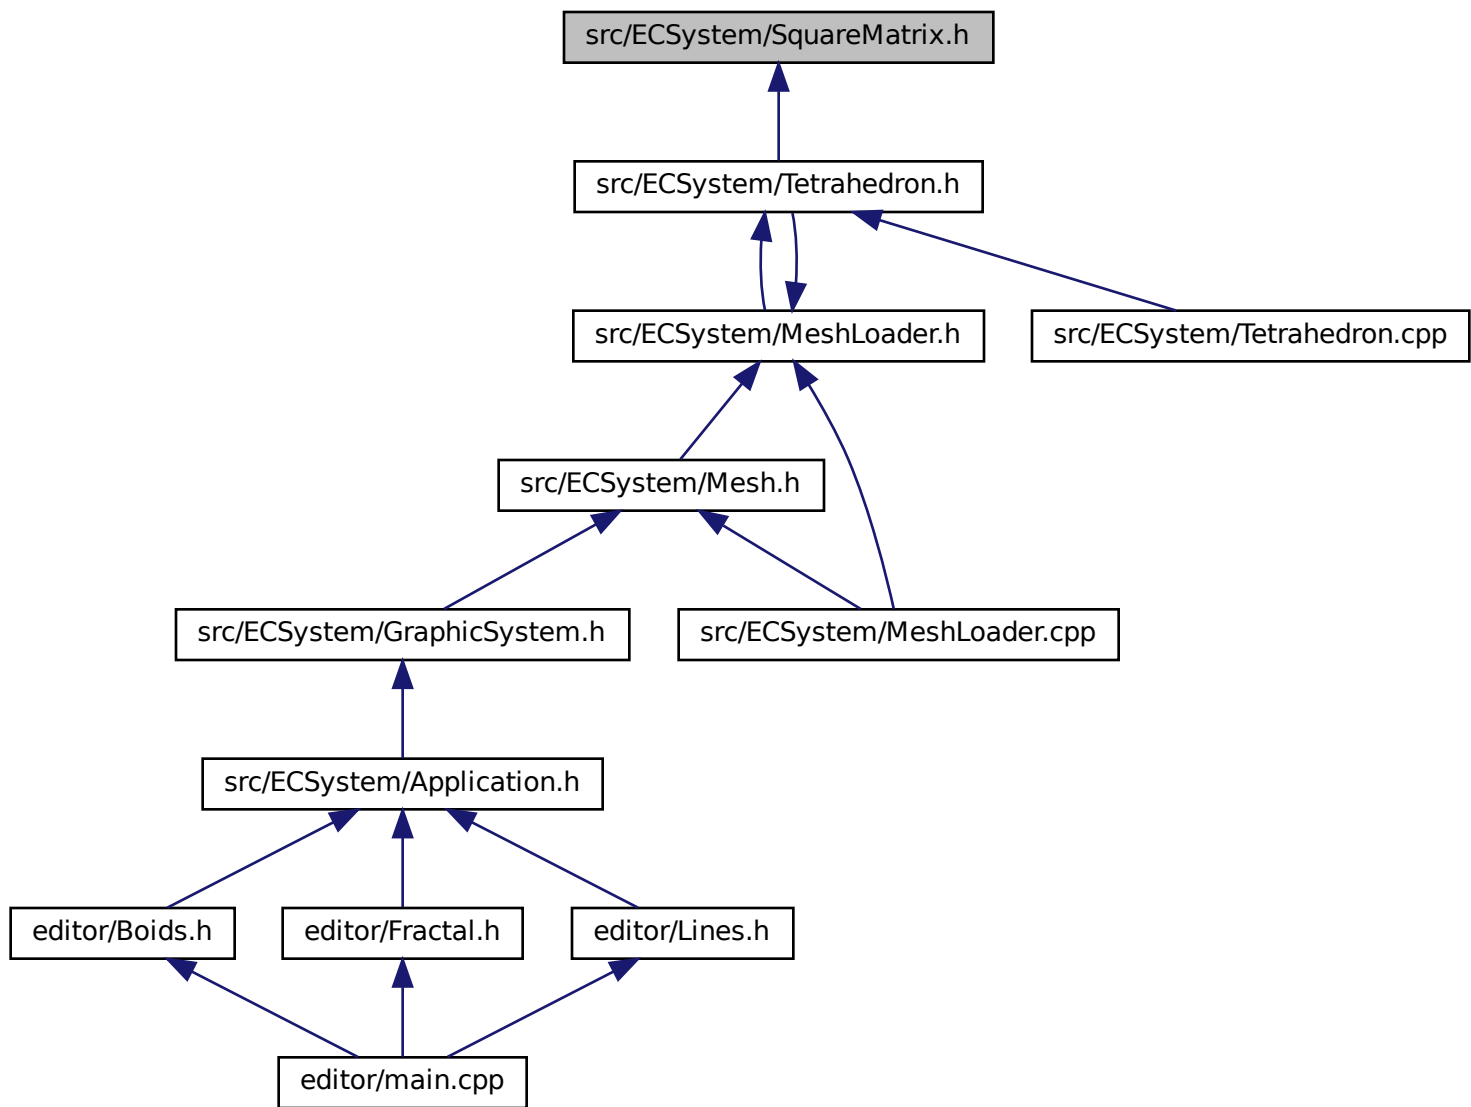 src/ECSystem/SquareMatrix.h
src/ECSystem/Tetrahedron.h
src/ECSystem/MeshLoader.h
src/ECSystem/Tetrahedron.cpp
src/ECSystem/Mesh.h
src/ECSystem/GraphicSystem.h
src/ECSystem/MeshLoader.cpp
src/ECSystem/Application.h
editor/Boids.h
editor/Fractal.h
editor/Lines.h
editor/main.cpp